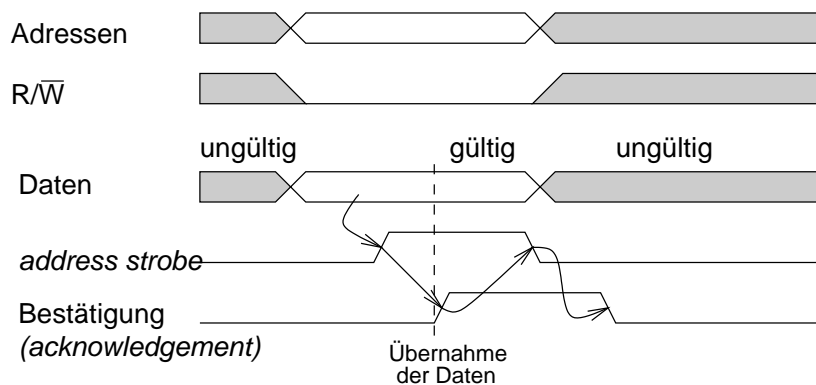 Adressen
R/W̅
ungültig gültig ungültig
Daten
address strobe
Bestätigung
(acknowledgement)
Übernahme
der Daten